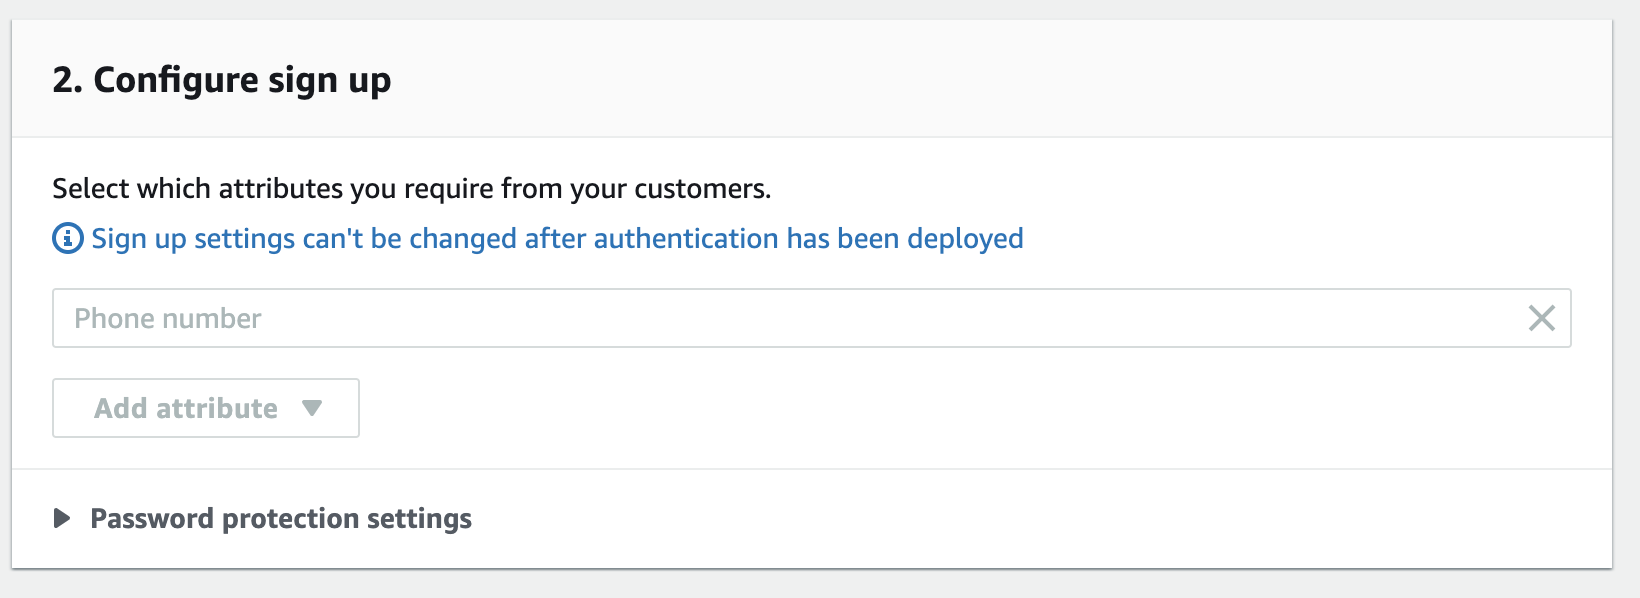 2. Configure sign up
Select which attributes you require from your customers.
Sign up settings can't be changed after authentication has been deployed
Phone number
Add attribute
Password protection settings